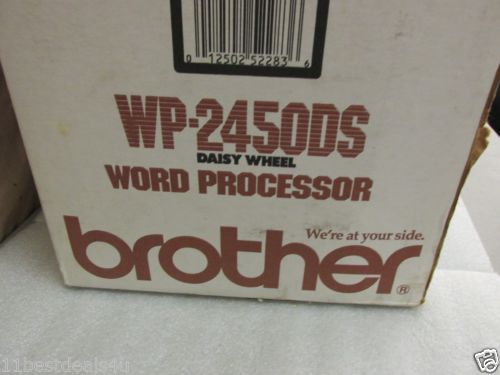 0 12502 52283 6
WP-2450DS
DAISY WHEEL
WORD PROCESSOR
We're at your side.
brother®
11bestdeals4u